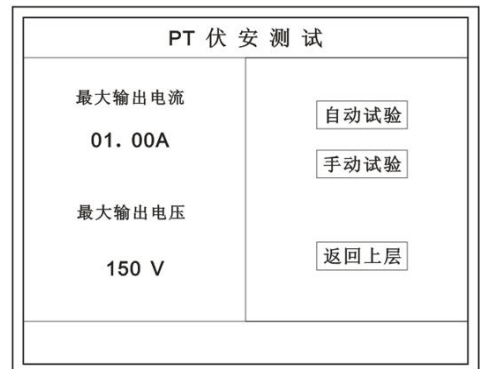 PT 伏安测试
最大输出电流
01. 00A
最大输出电压
150 V
自动试验
手动试验
返回上层